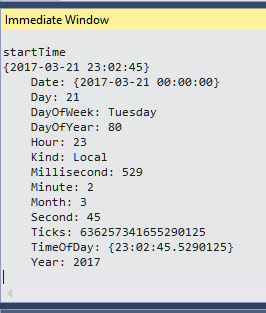 Immediate Window
startTime
{2017-03-21 23:02:45}
Date: {2017-03-21 00:00:00}
Day: 21
DayOfWeek: Tuesday
DayOfYear: 80
Hour: 23
Kind: Local
Millisecond: 529
Minute: 2
Month: 3
Second: 45
Ticks: 636257341655290125
TimeOfDay: {23:02:45.5290125}
Year: 2017